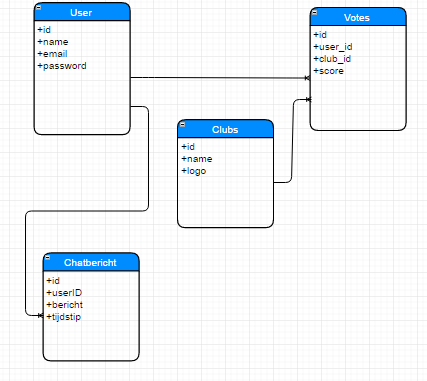 User
+id
+name
+email
+password
Votes
+id
+user_id
+club_id
+score
Clubs
+id
+name
+logo
Chatbericht
+id
+userID
+bericht
+tijdstip